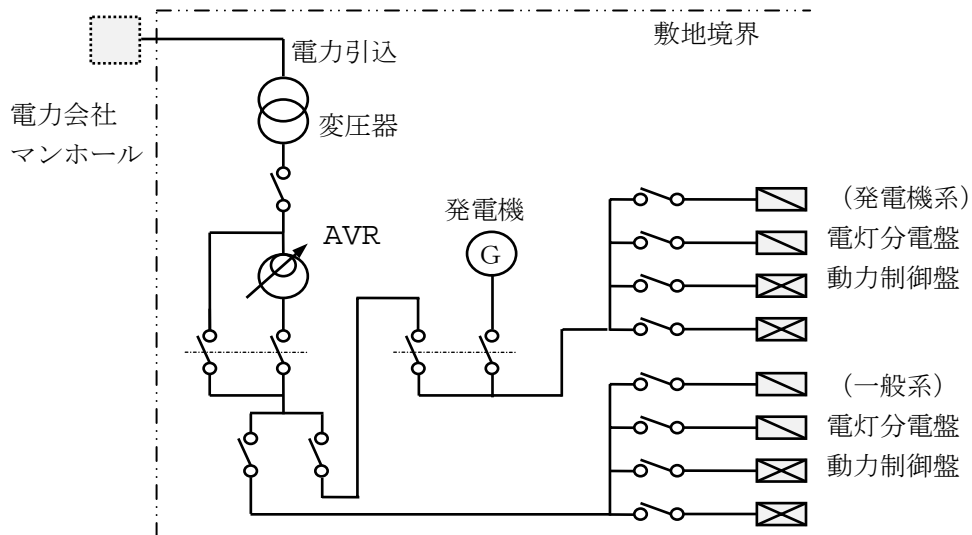 敷地境界
電力引込
電力会社
マンホール
変圧器
発電機
AVR
G
（発電機系）
電灯分電盤
動力制御盤
（一般系）
電灯分電盤
動力制御盤